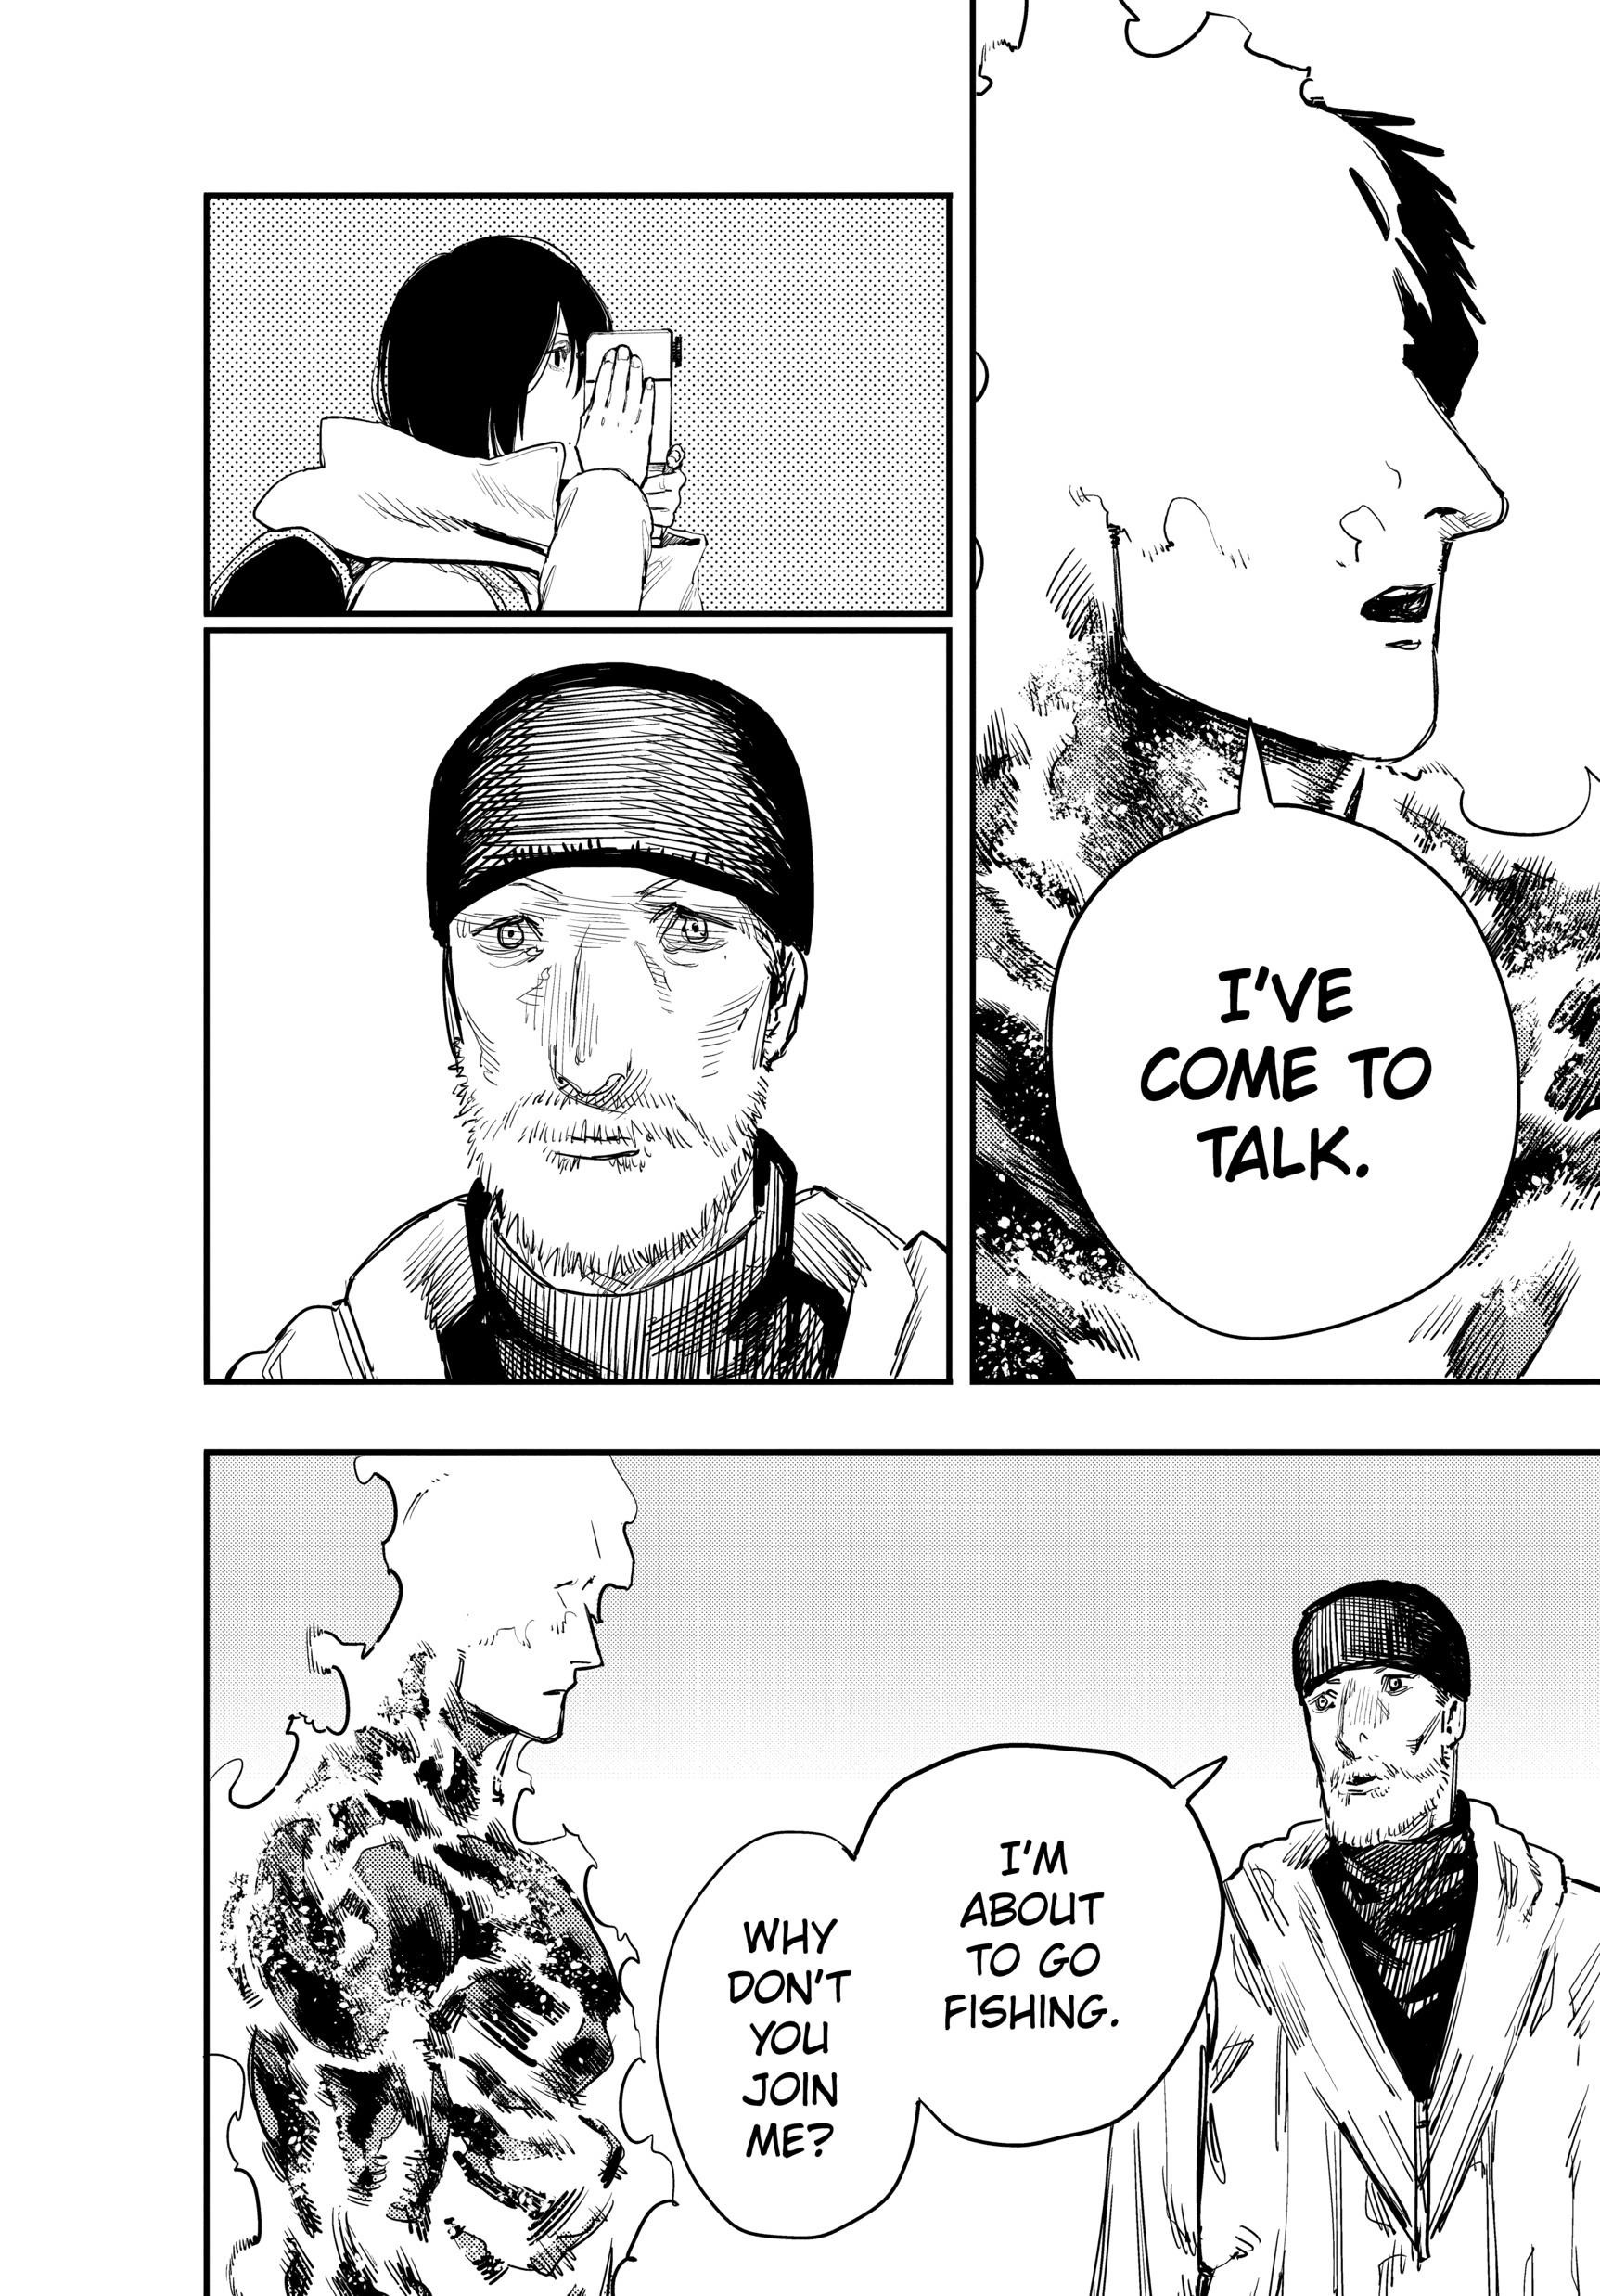 I'VE
COME TO
TALK.
I'M
ABOUT
TO GO
FISHING.
WHY
DON'T
YOU
JOIN
ME?